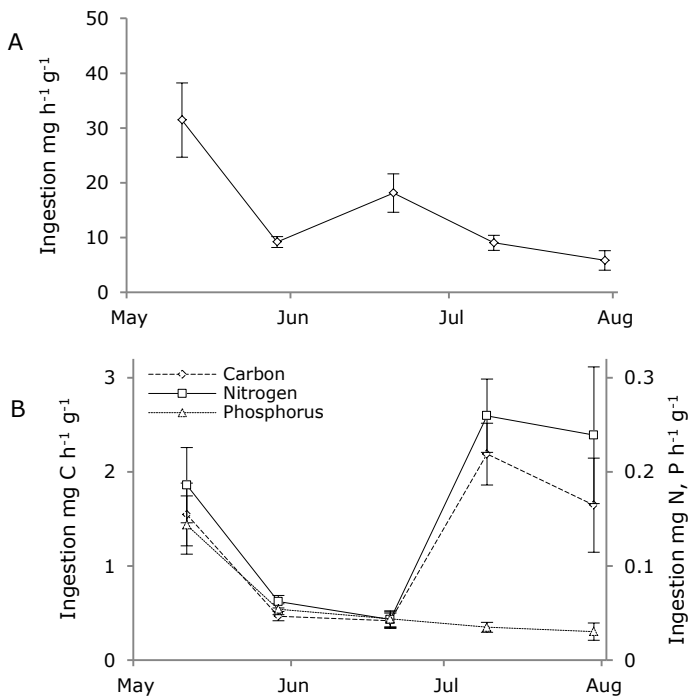 A
Ingestion mg h⁻¹ g⁻¹
50
40
30
20
10
0
May Jun Jul Aug
B
Ingestion mg C h⁻¹ g⁻¹
3
2
1
0
Carbon
Nitrogen
Phosphorus
0.3
0.2
0.1
0.0
Ingestion mg N, P h⁻¹ g⁻¹
May Jun Jul Aug